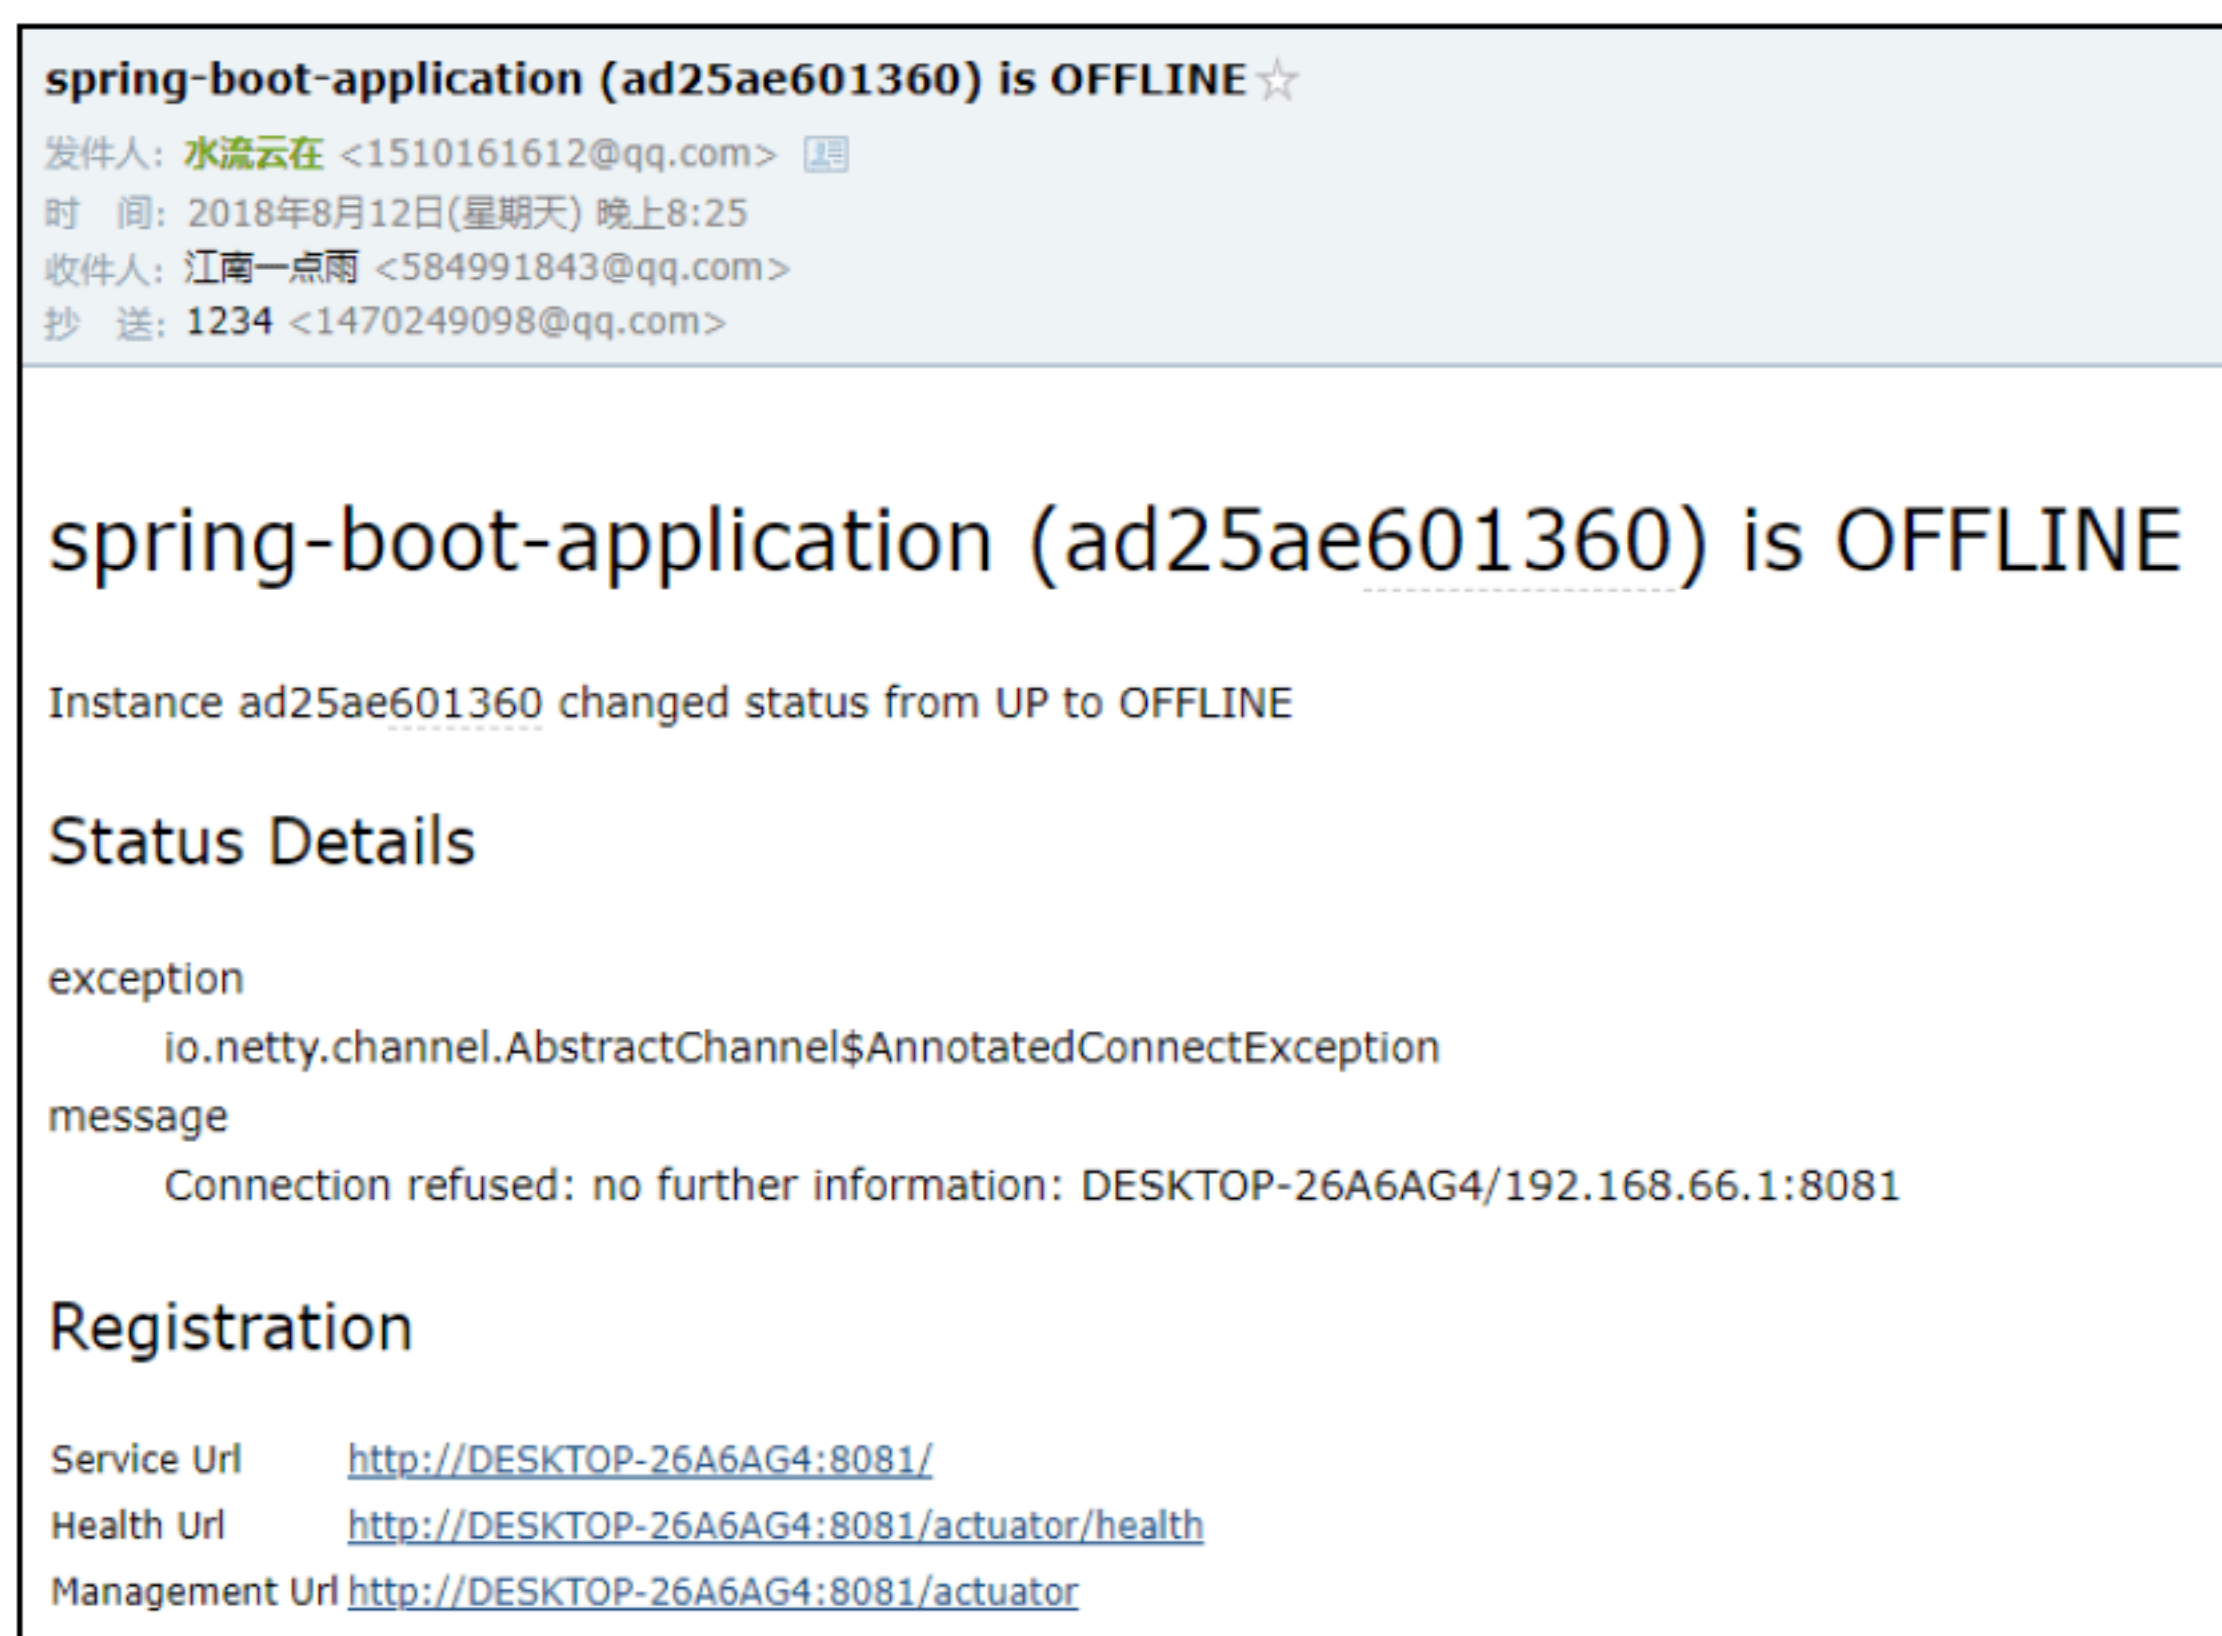 spring-boot-application (ad25ae601360) is OFFLINE
发件人: 水流云在 <1510161612@qq.com>
时 间: 2018年8月12日(星期天) 晚上8:25
收件人: 江南一点雨 <584991843@qq.com>
抄 送: 1234 <1470249098@qq.com>
spring-boot-application (ad25ae601360) is OFFLINE
Instance ad25ae601360 changed status from UP to OFFLINE
Status Details
exception
io.netty.channel.AbstractChannel$AnnotatedConnectException
message
Connection refused: no further information: DESKTOP-26A6AG4/192.168.66.1:8081
Registration
Service Url http://DESKTOP-26A6AG4:8081/
Health Url http://DESKTOP-26A6AG4:8081/actuator/health
Management Url http://DESKTOP-26A6AG4:8081/actuator